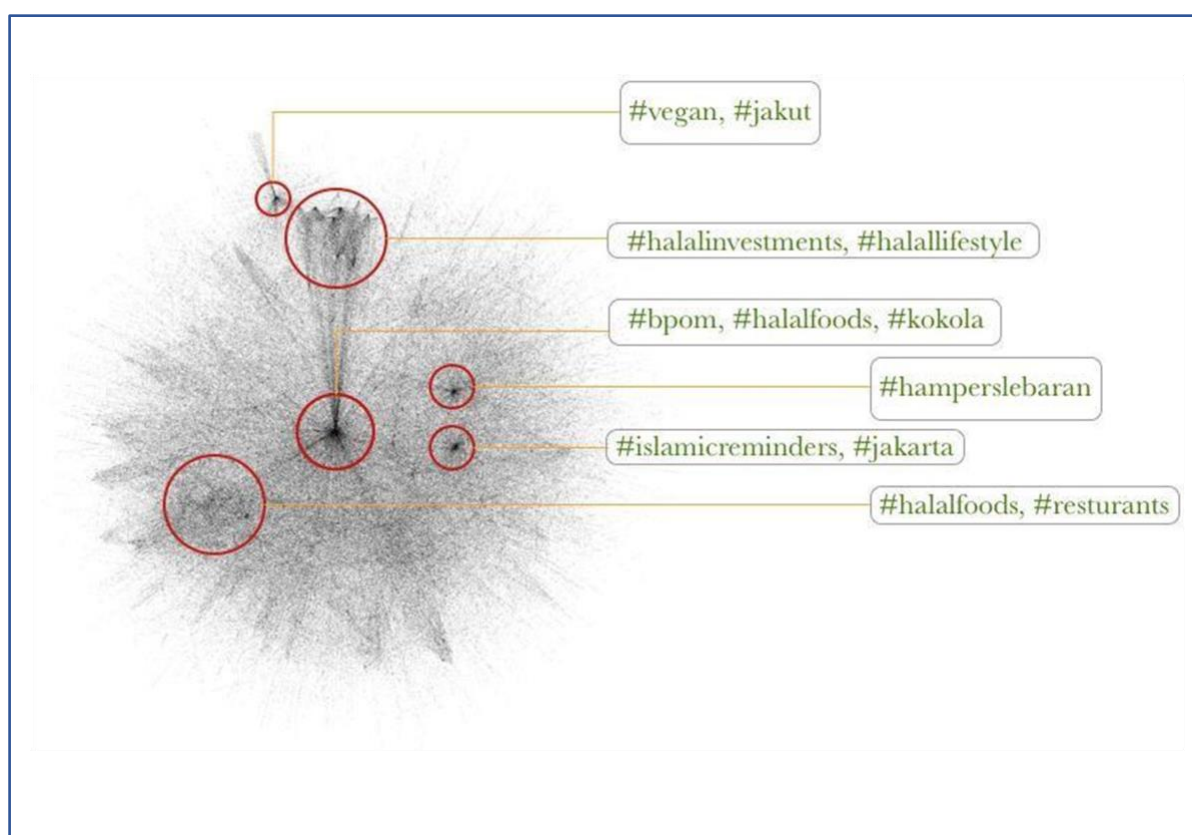 #vegan, #jakut
#halalinvestments, #halallifestyle
#bpom, #halalfoods, #kokola
#hamperslebaran
#islamicreminders, #jakarta
#halalfoods, #resturants